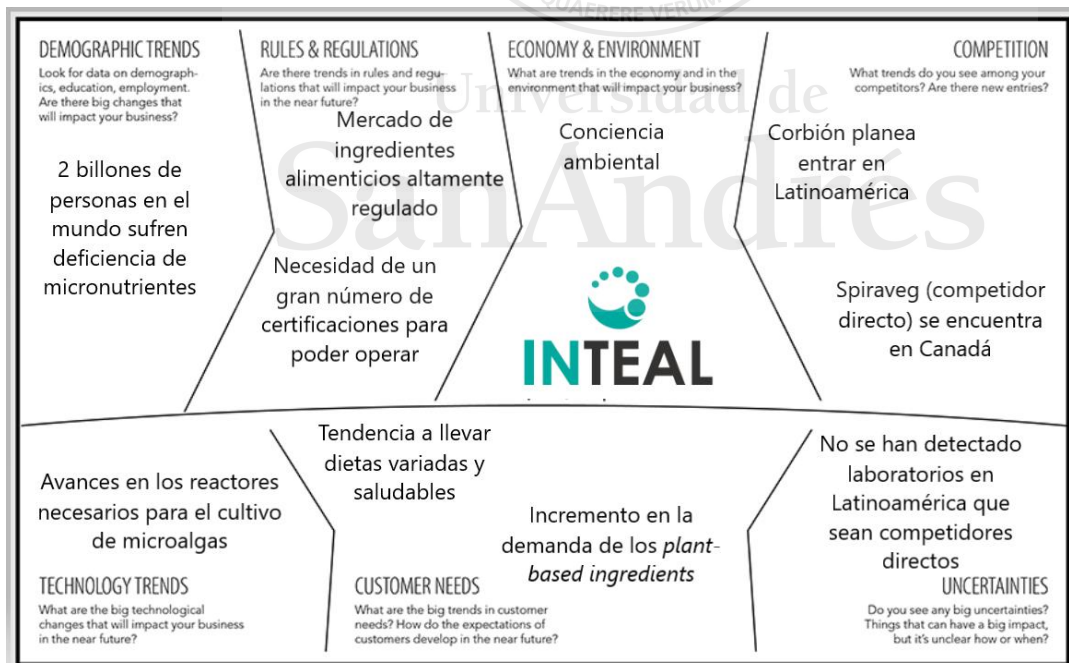 QUAERERE VERUM
Universidad de
SanAndrés
DEMOGRAPHIC TRENDS
Look for data on demograph-
ics, education, employment.
Are there big changes that
will impact your business?
2 billones de
personas en el
mundo sufren
deficiencia de
micronutrientes
RULES & REGULATIONS
Are there trends in rules and regu-
lations that will impact your business
in the near future?
Mercado de
ingredientes
alimenticios altamente
regulado
Necesidad de un
gran número de
certificaciones para
poder operar
ECONOMY & ENVIRONMENT
What are trends in the economy and in the
environment that will impact your business?
Conciencia
ambiental
INTEAL
COMPETITION
What trends do you see among your
competitors? Are there new entries?
Corbión planea
entrar en
Latinoamérica
Spiraveg (competidor
directo) se encuentra
en Canadá
Avances en los reactores
necesarios para el cultivo
de microalgas
TECHNOLOGY TRENDS
What are the big technological
changes that will impact your business
in the near future?
Tendencia a llevar
dietas variadas y
saludables
Incremento en la
demanda de los plant-
based ingredients
CUSTOMER NEEDS
What are the big trends in customer
needs? How do the expectations of
customers develop in the near future?
No se han detectado
laboratorios en
Latinoamérica que
sean competidores
directos
UNCERTAINTIES
Do you see any big uncertainties?
Things that can have a big impact,
but it's unclear how or when?